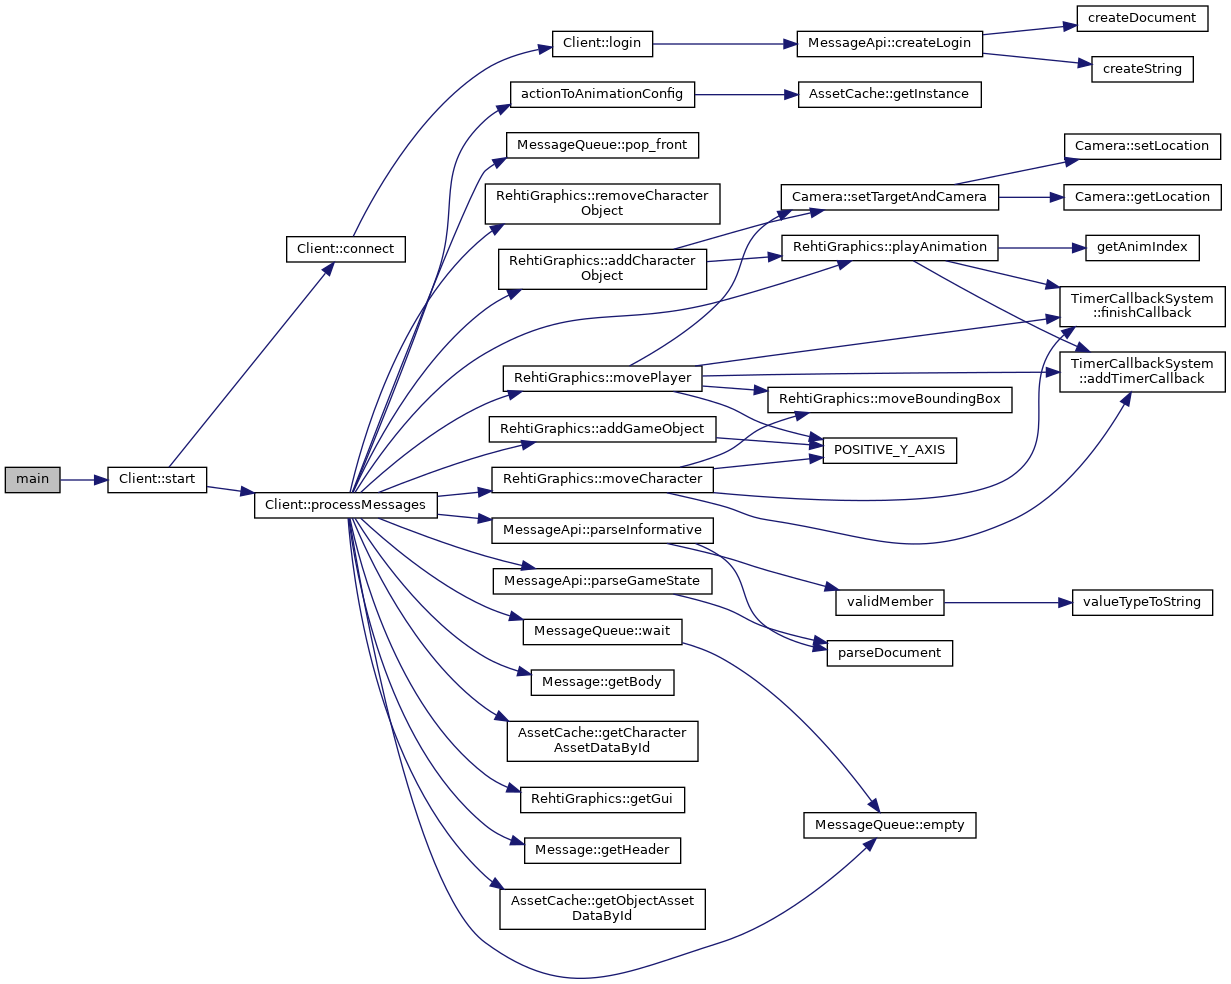 main
Client::start
Client::connect
Client::processMessages
Client::login
actionToAnimationConfig
MessageQueue::pop_front
RehtiGraphics::removeCharacter
Object
RehtiGraphics::addCharacter
Object
RehtiGraphics::movePlayer
RehtiGraphics::addGameObject
RehtiGraphics::moveCharacter
MessageApi::parseInformative
MessageApi::parseGameState
MessageQueue::wait
Message::getBody
AssetCache::getCharacter
AssetDataById
RehtiGraphics::getGui
Message::getHeader
AssetCache::getObjectAsset
DataById
MessageApi::createLogin
AssetCache::getInstance
Camera::setTargetAndCamera
RehtiGraphics::playAnimation
RehtiGraphics::moveBoundingBox
POSITIVE_Y_AXIS
validMember
parseDocument
MessageQueue::empty
createDocument
createString
Camera::setLocation
Camera::getLocation
getAnimIndex
TimerCallbackSystem
::finishCallback
TimerCallbackSystem
::addTimerCallback
valueTypeToString